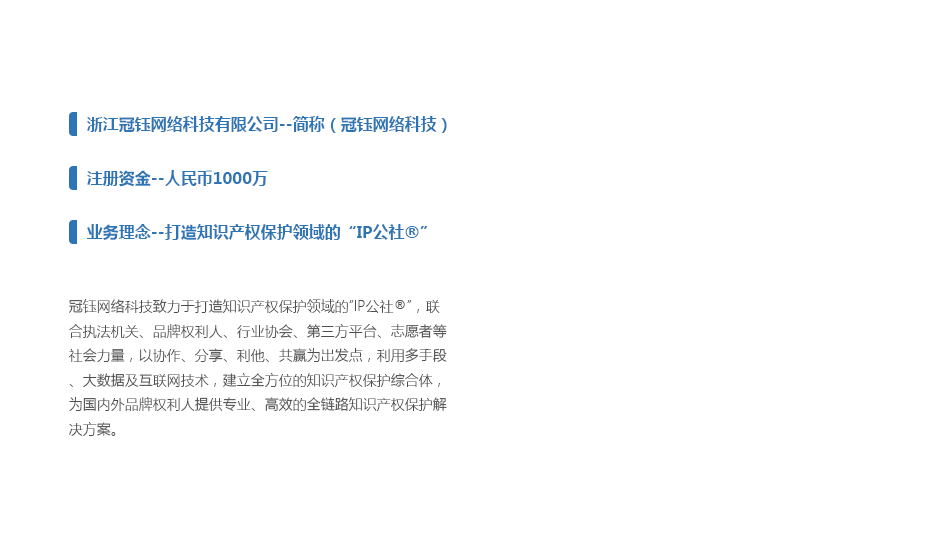 浙江冠钰网络科技有限公司--简称（冠钰网络科技）
注册资金--人民币1000万
业务理念--打造知识产权保护领域的“IP公社®”
冠钰网络科技致力于打造知识产权保护领域的“IP公社®”，联
合执法机关、品牌权利人、行业协会、第三方平台、志愿者等
社会力量，以协作、分享、利他、共赢为出发点，利用多手段
、大数据及互联网技术，建立全方位的知识产权保护综合体，
为国内外品牌权利人提供专业、高效的全链路知识产权保护解
决方案。